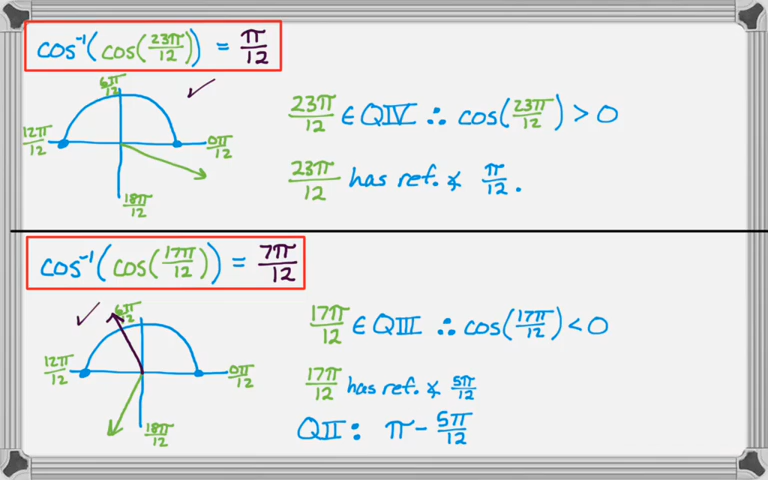 cos⁻¹(cos(23π/12)) = π/12
6π/12
12π/12
0π/12
18π/12
23π/12 ∈ QIV ∴ cos(23π/12) > 0
23π/12 has ref. ∡ π/12.
cos⁻¹(cos(17π/12)) = 7π/12
6π/12
12π/12
0π/12
18π/12
17π/12 ∈ QIII ∴ cos(17π/12) < 0
17π/12 has ref. ∡ 5π/12
QII: π - 5π/12